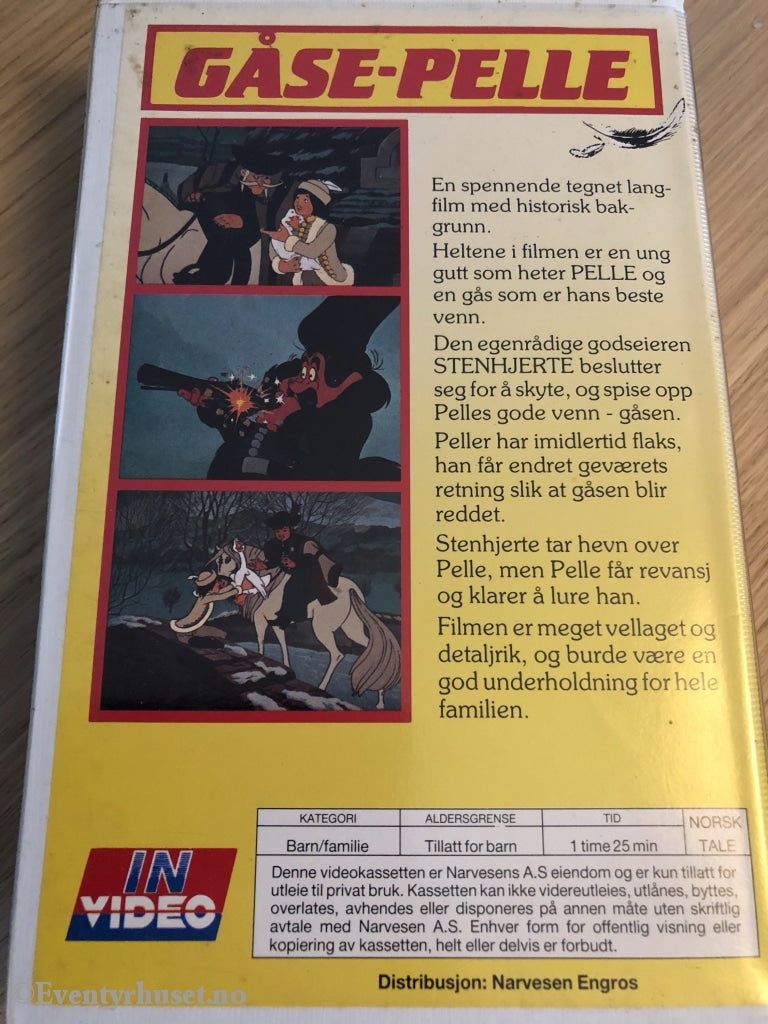 GÅSE-PELLE
En spennende tegnet lang-
film med historisk bak-
grunn.
Heltene i filmen er en ung
gutt som heter PELLE og
en gås som er hans beste
venn.
Den egenrådige godseieren
STENHJERTE beslutter
seg for å skyte, og spise opp
Pelles gode venn - gåsen.
Peller har imidlertid flaks,
han får endret geværets
retning slik at gåsen blir
reddet.
Stenhjerte tar hevn over
Pelle, men Pelle får revansj
og klarer å lure han.
Filmen er meget vellaget og
detaljrik, og burde være en
god underholdning for hele
familien.
KATEGORI ALDERSGRENSE TID NORSK
Barn/familie Tillatt for barn 1 time 25 min TALE
IN
VIDEO
Denne videokassetten er Narvesens A.S eiendom og er kun tillatt for
utleie til privat bruk. Kassetten kan ikke videreutleies, utlånes, byttes,
overlates, avhendes eller disponeres på annen måte uten skriftlig
avtale med Narvesen A.S. Enhver form for offentlig visning eller
kopiering av kassetten, helt eller delvis er forbudt.
Distribusjon: Narvesen Engros
©Eventyrhuset.no